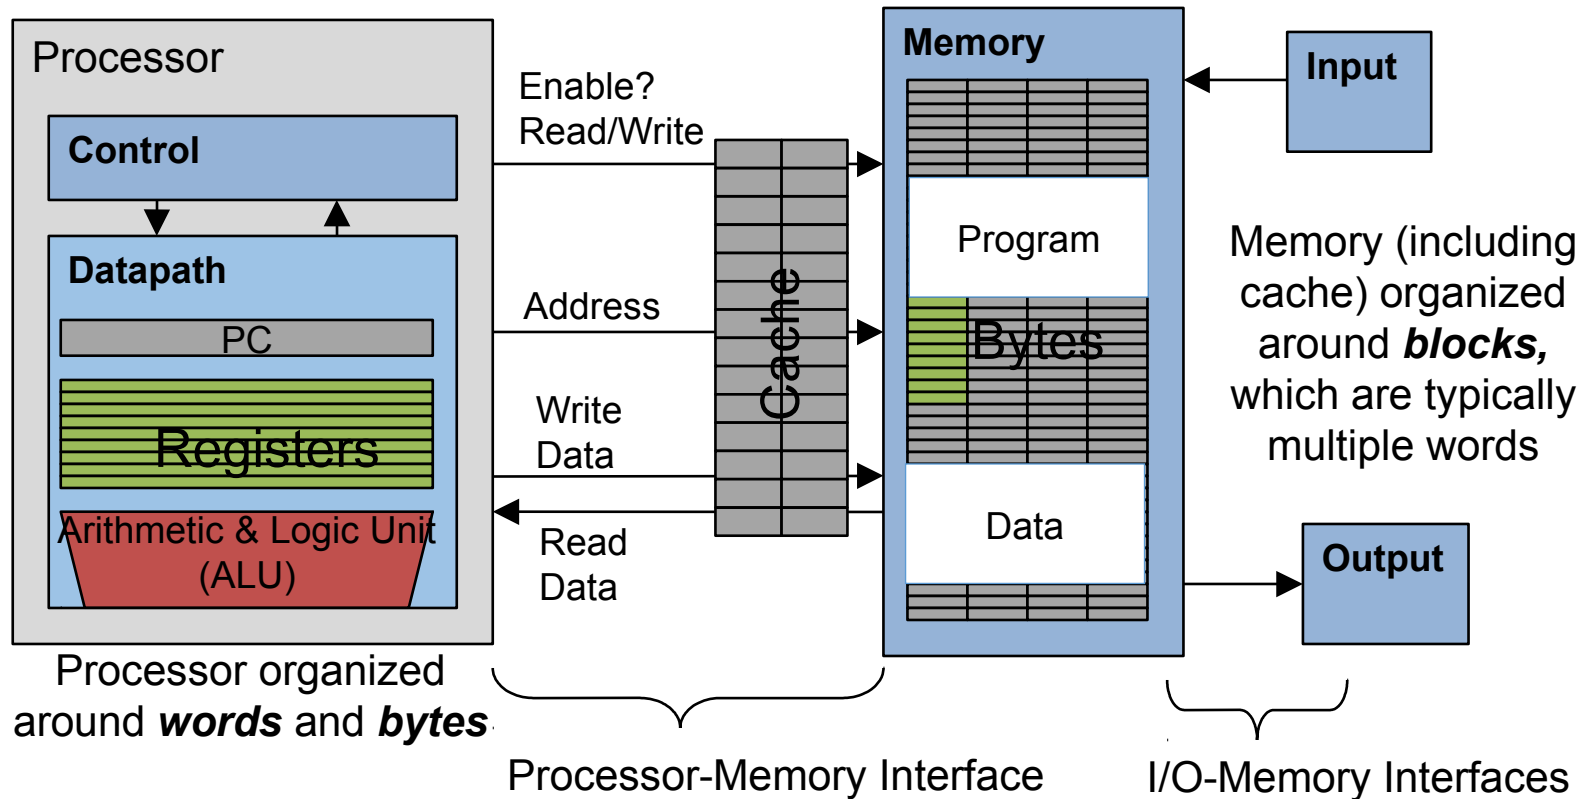 Processor
Control
Datapath
PC
Registers
Arithmetic & Logic Unit
(ALU)
Processor organized
around words and bytes
Enable?
Read/Write
Address
Write
Data
Read
Data
Cache
Processor-Memory Interface
Memory
Program
Bytes
Data
Input
Memory (including
cache) organized
around blocks,
which are typically
multiple words
Output
I/O-Memory Interfaces